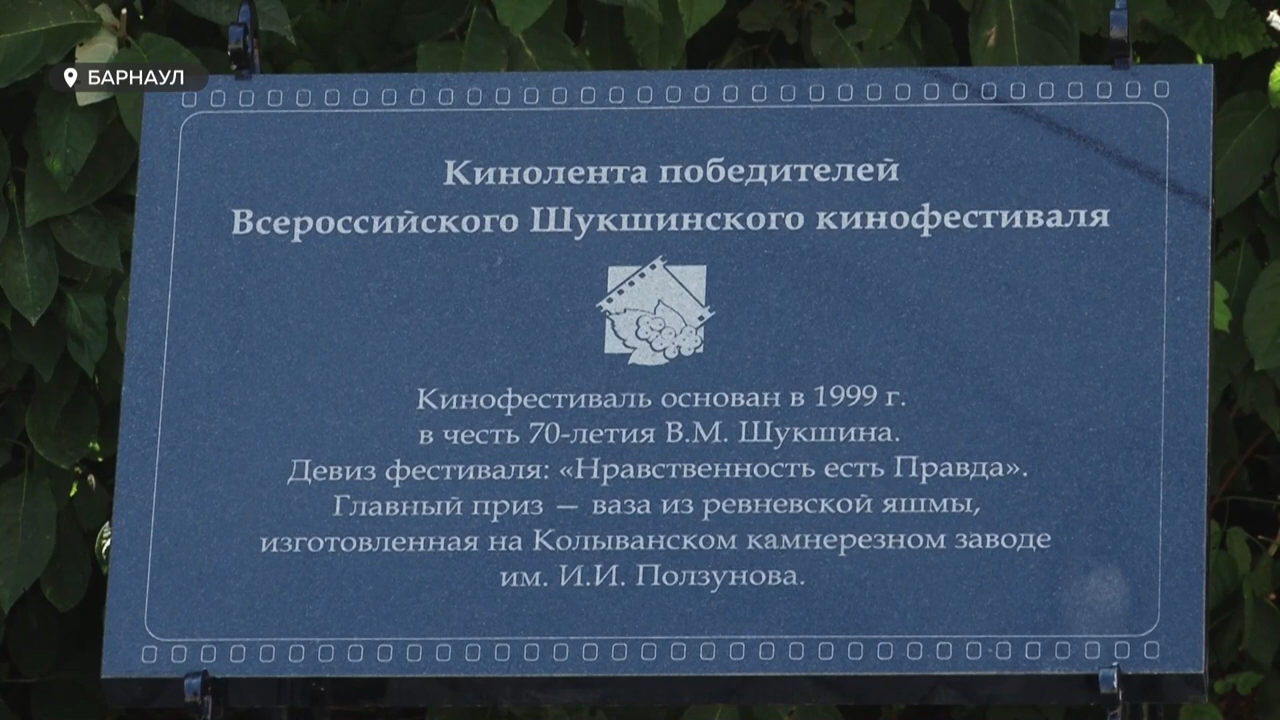 БАРНАУЛ
Кинолента победителей
Всероссийского Шукшинского кинофестиваля
Кинофестиваль основан в 1999 г.
в честь 70-летия В.М. Шукшина.
Девиз фестиваля: «Нравственность есть Правда».
Главный приз — ваза из ревневской яшмы,
изготовленная на Колыванском камнерезном заводе
им. И.И. Ползунова.